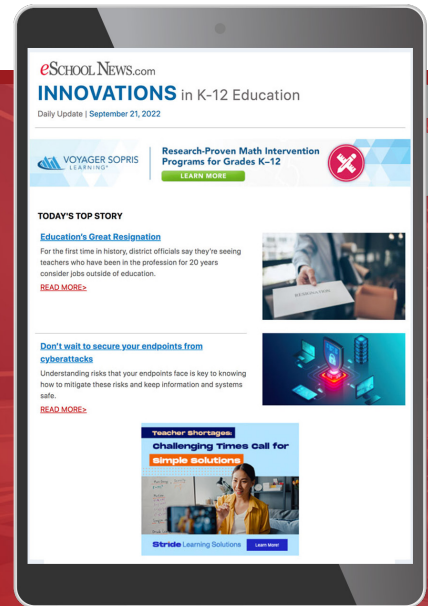 eSCHOOL NEWS.com
INNOVATIONS in K-12 Education
Daily Update | September 21, 2022
VOYAGER SOPRIS
LEARNING®
Research-Proven Math Intervention
Programs for Grades K–12
LEARN MORE
TODAY'S TOP STORY
Education's Great Resignation
For the first time in history, district officials say they're seeing
teachers who have been in the profession for 20 years
consider jobs outside of education.
READ MORE>
RESIGNATION
Don't wait to secure your endpoints from
cyberattacks
Understanding risks that your endpoints face is key to knowing
how to mitigate these risks and keep information and systems
safe.
READ MORE>
Teacher Shortages:
Challenging Times Call for
Simple Solutions
Stride Learning Solutions
Learn More!